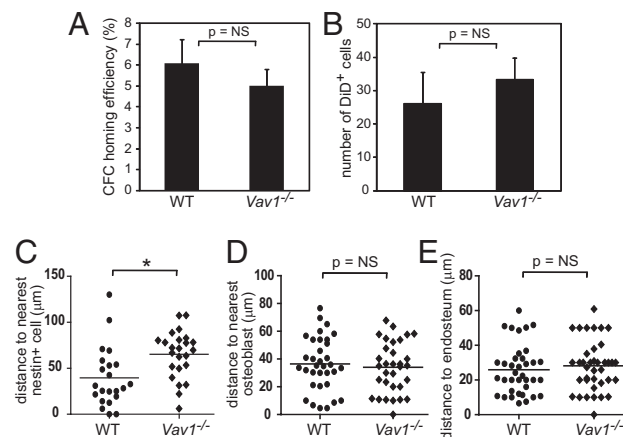 A
B
p = NS
p = NS
CFC homing efficiency (%)
8
7
6
5
4
3
2
1
0
number of DiD+ cells
50
40
30
20
10
0
WT
Vav1-/-
WT
Vav1-/-
C
D
E
*
p = NS
p = NS
distance to nearest
nestin+ cell (μm)
150
100
50
0
distance to nearest
osteoblast (μm)
100
80
60
40
20
0
distance to endosteum (μm)
80
60
40
20
0
WT
Vav1-/-
WT
Vav1-/-
WT
Vav1-/-